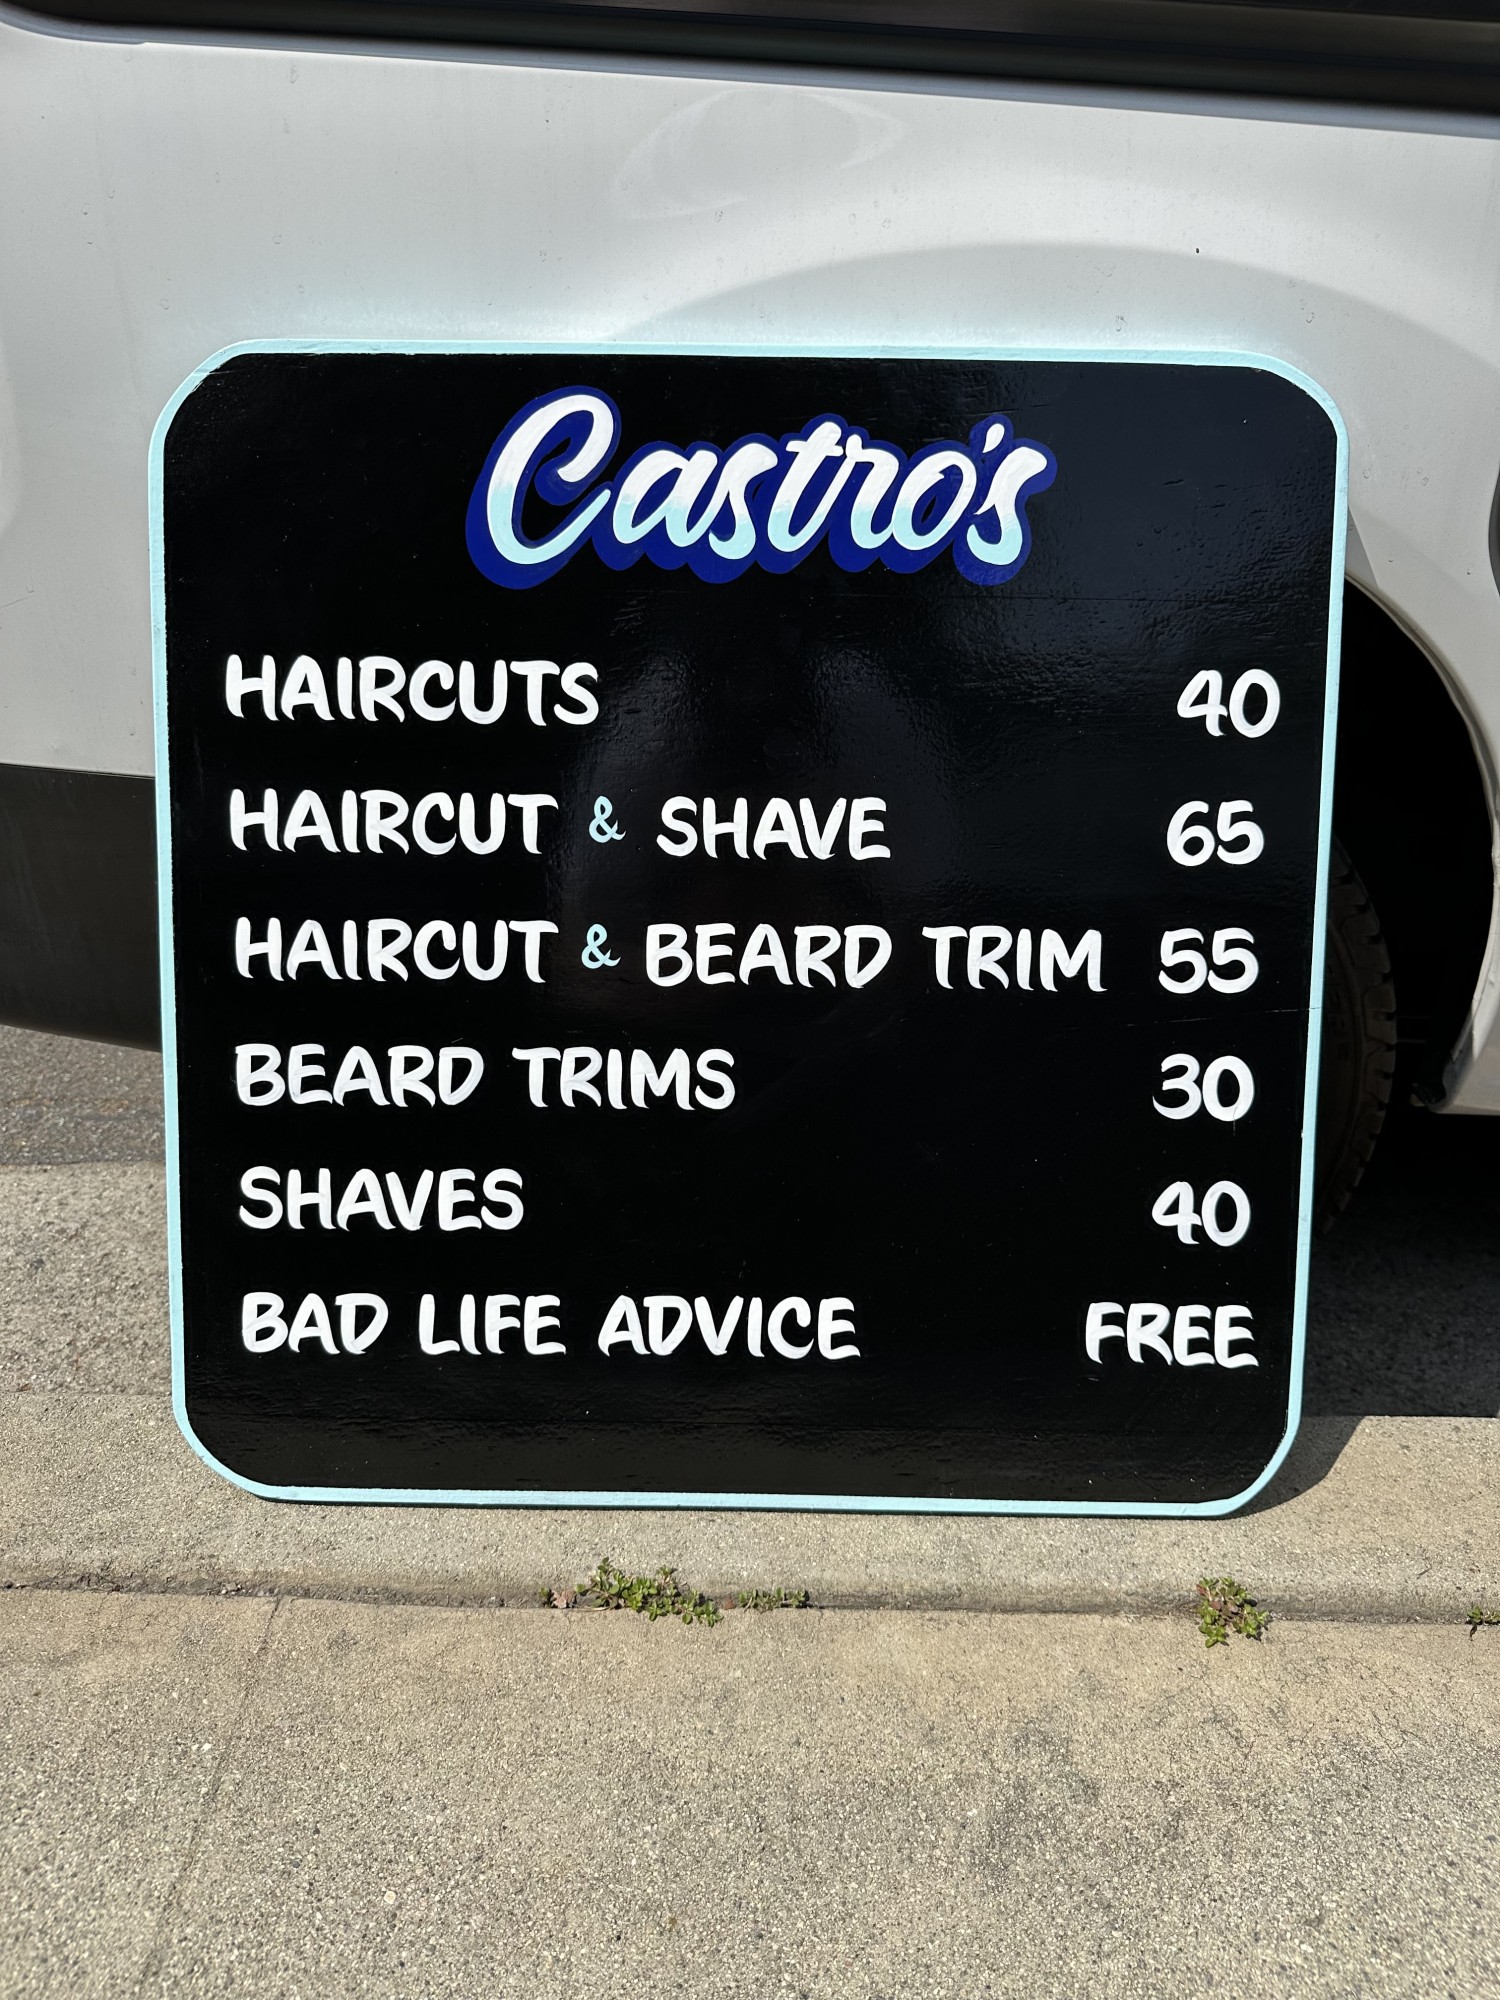 Castro's
HAIRCUTS 40
HAIRCUT & SHAVE 65
HAIRCUT & BEARD TRIM 55
BEARD TRIMS 30
SHAVES 40
BAD LIFE ADVICE FREE